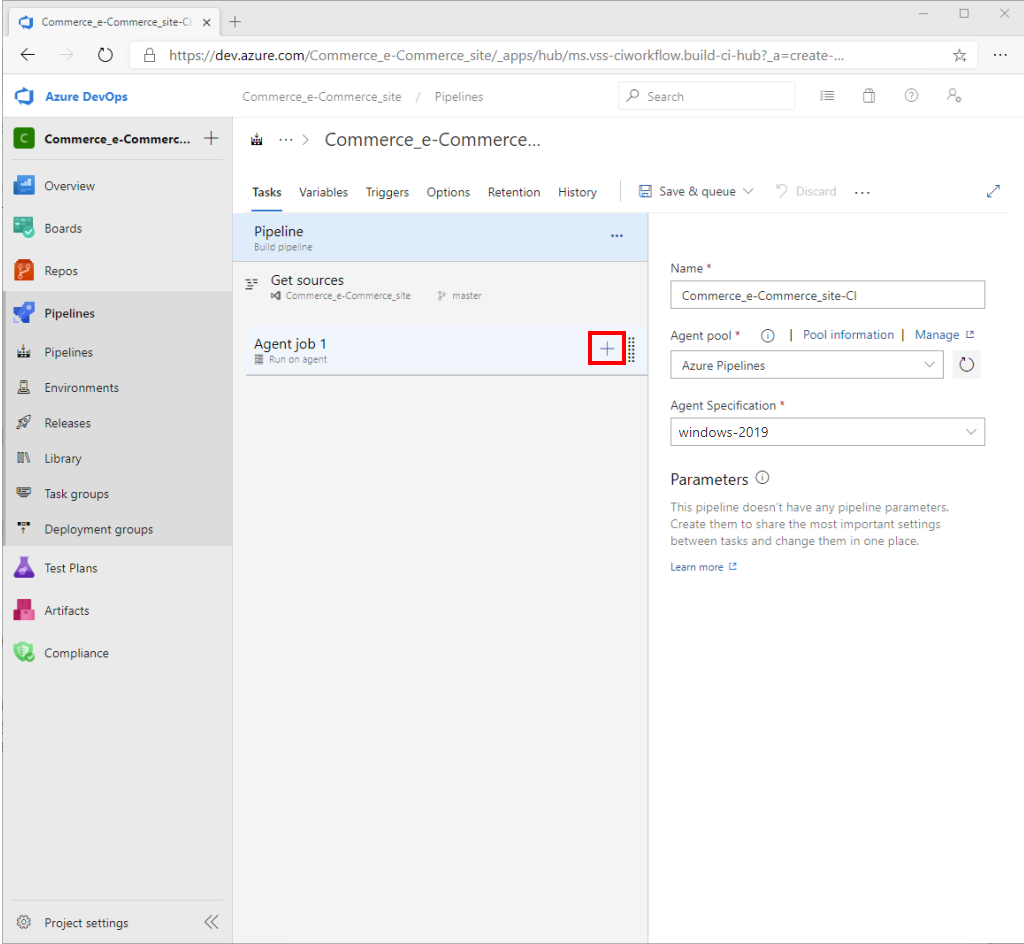 Commerce_e-Commerce_site-CI
https://dev.azure.com/Commerce_e-Commerce_site/_apps/hub/ms.vss-ciworkflow.build-ci-hub?_a=create-...
Azure DevOps
Commerce_e-Commerce_site / Pipelines
Search
C Commerce_e-Commerc...
Overview
Boards
Repos
Pipelines
Pipelines
Environments
Releases
Library
Task groups
Deployment groups
Test Plans
Artifacts
Compliance
Project settings
... > Commerce_e-Commerce...
Tasks Variables Triggers Options Retention History Save & queue Discard ...
Pipeline
Build pipeline
...
Get sources
Commerce_e-Commerce_site master
Agent job 1
Run on agent
Name *
Commerce_e-Commerce_site-CI
Agent pool * | Pool information | Manage
Azure Pipelines
Agent Specification *
windows-2019
Parameters
This pipeline doesn't have any pipeline parameters.
Create them to share the most important settings
between tasks and change them in one place.
Learn more